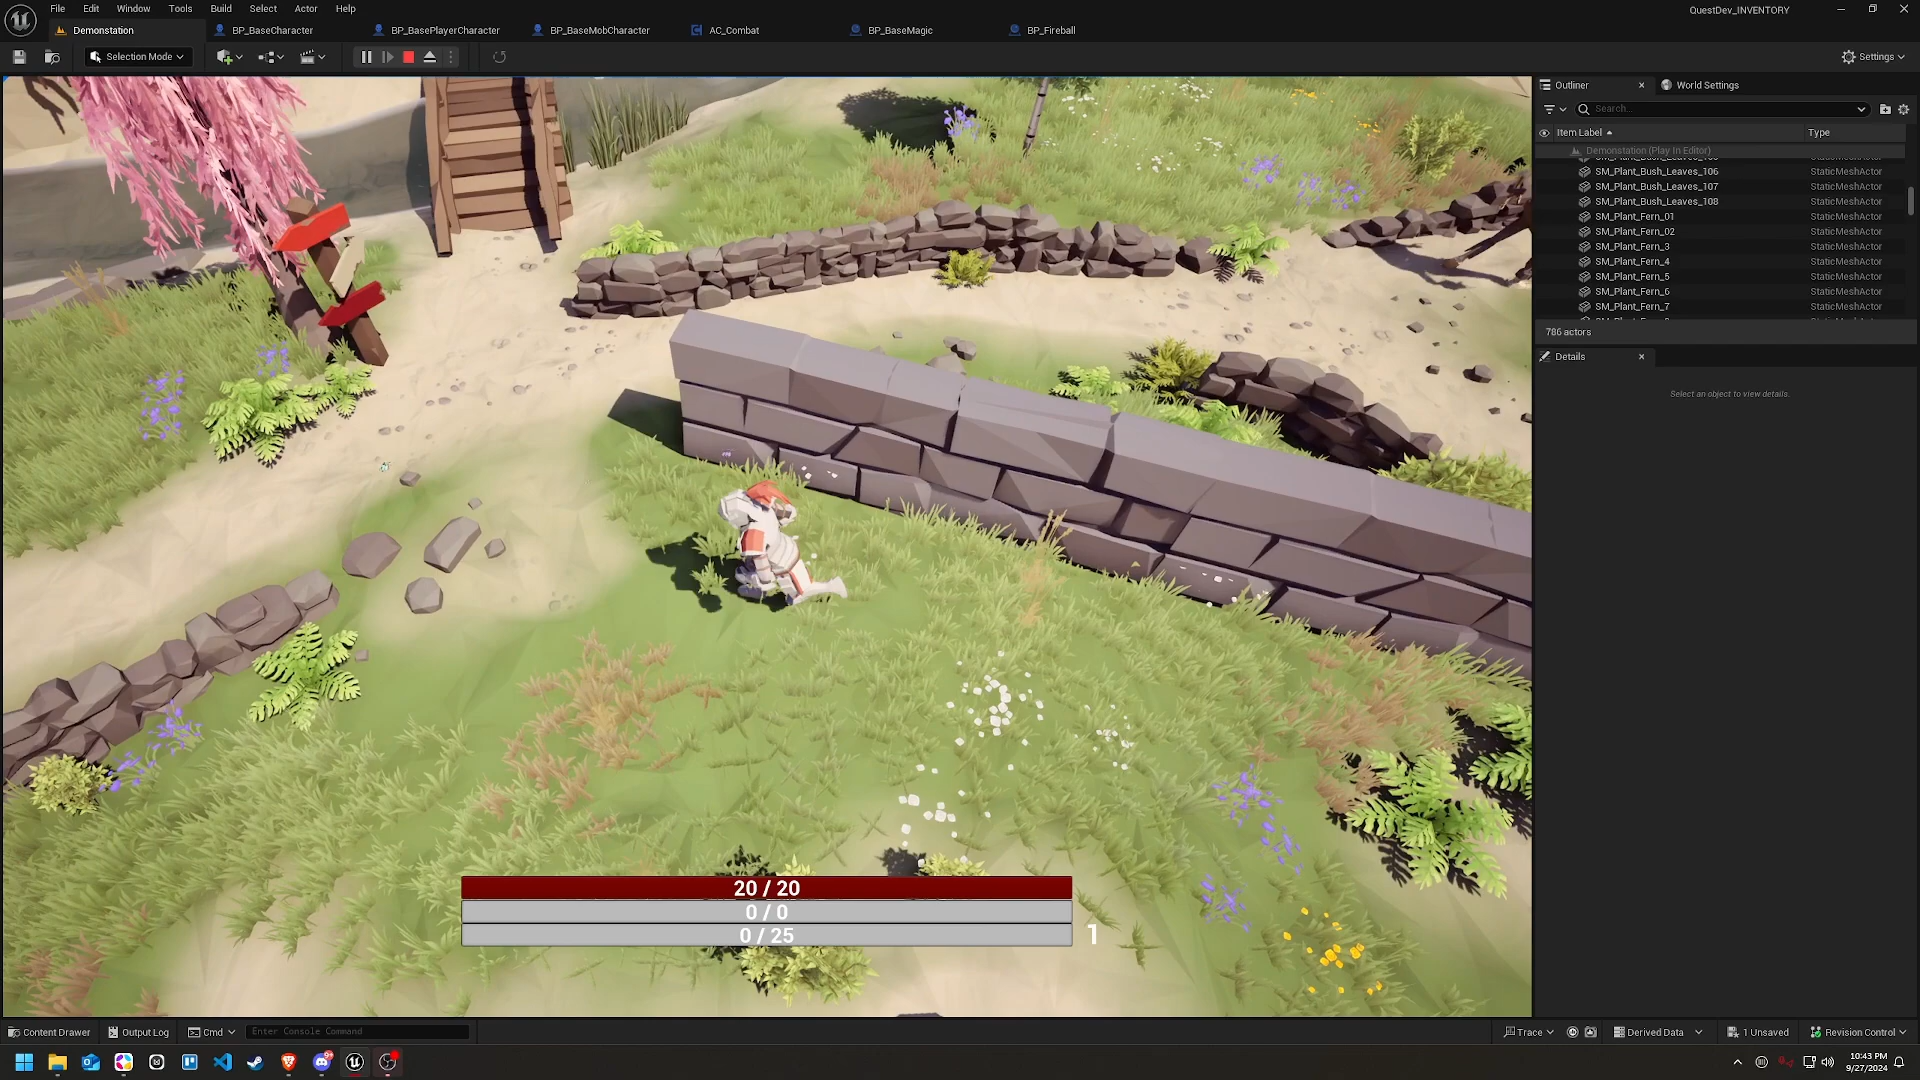 File Edit Window Tools Build Select Actor Help
QuestDev_INVENTORY
Demonstation
BP_BaseCharacter
BP_BasePlayerCharacter
BP_BaseMobCharacter
AC_Combat
BP_BaseMagic
BP_Fireball
Selection Mode
Settings
Outliner
World Settings
Search...
Item Label
Type
Demonstation (Play In Editor)
SM_Plant_Bush_Leaves_106 StaticMeshActor
SM_Plant_Bush_Leaves_107 StaticMeshActor
SM_Plant_Bush_Leaves_108 StaticMeshActor
SM_Plant_Fern_01 StaticMeshActor
SM_Plant_Fern_02 StaticMeshActor
SM_Plant_Fern_3 StaticMeshActor
SM_Plant_Fern_4 StaticMeshActor
SM_Plant_Fern_5 StaticMeshActor
SM_Plant_Fern_6 StaticMeshActor
SM_Plant_Fern_7 StaticMeshActor
786 actors
Details
Select an object to view details.
20 / 20
0 / 0
0 / 25
1
Content Drawer
Output Log
Cmd
Enter Console Command
Trace
Derived Data
1 Unsaved
Revision Control
10:43 PM
9/27/2024